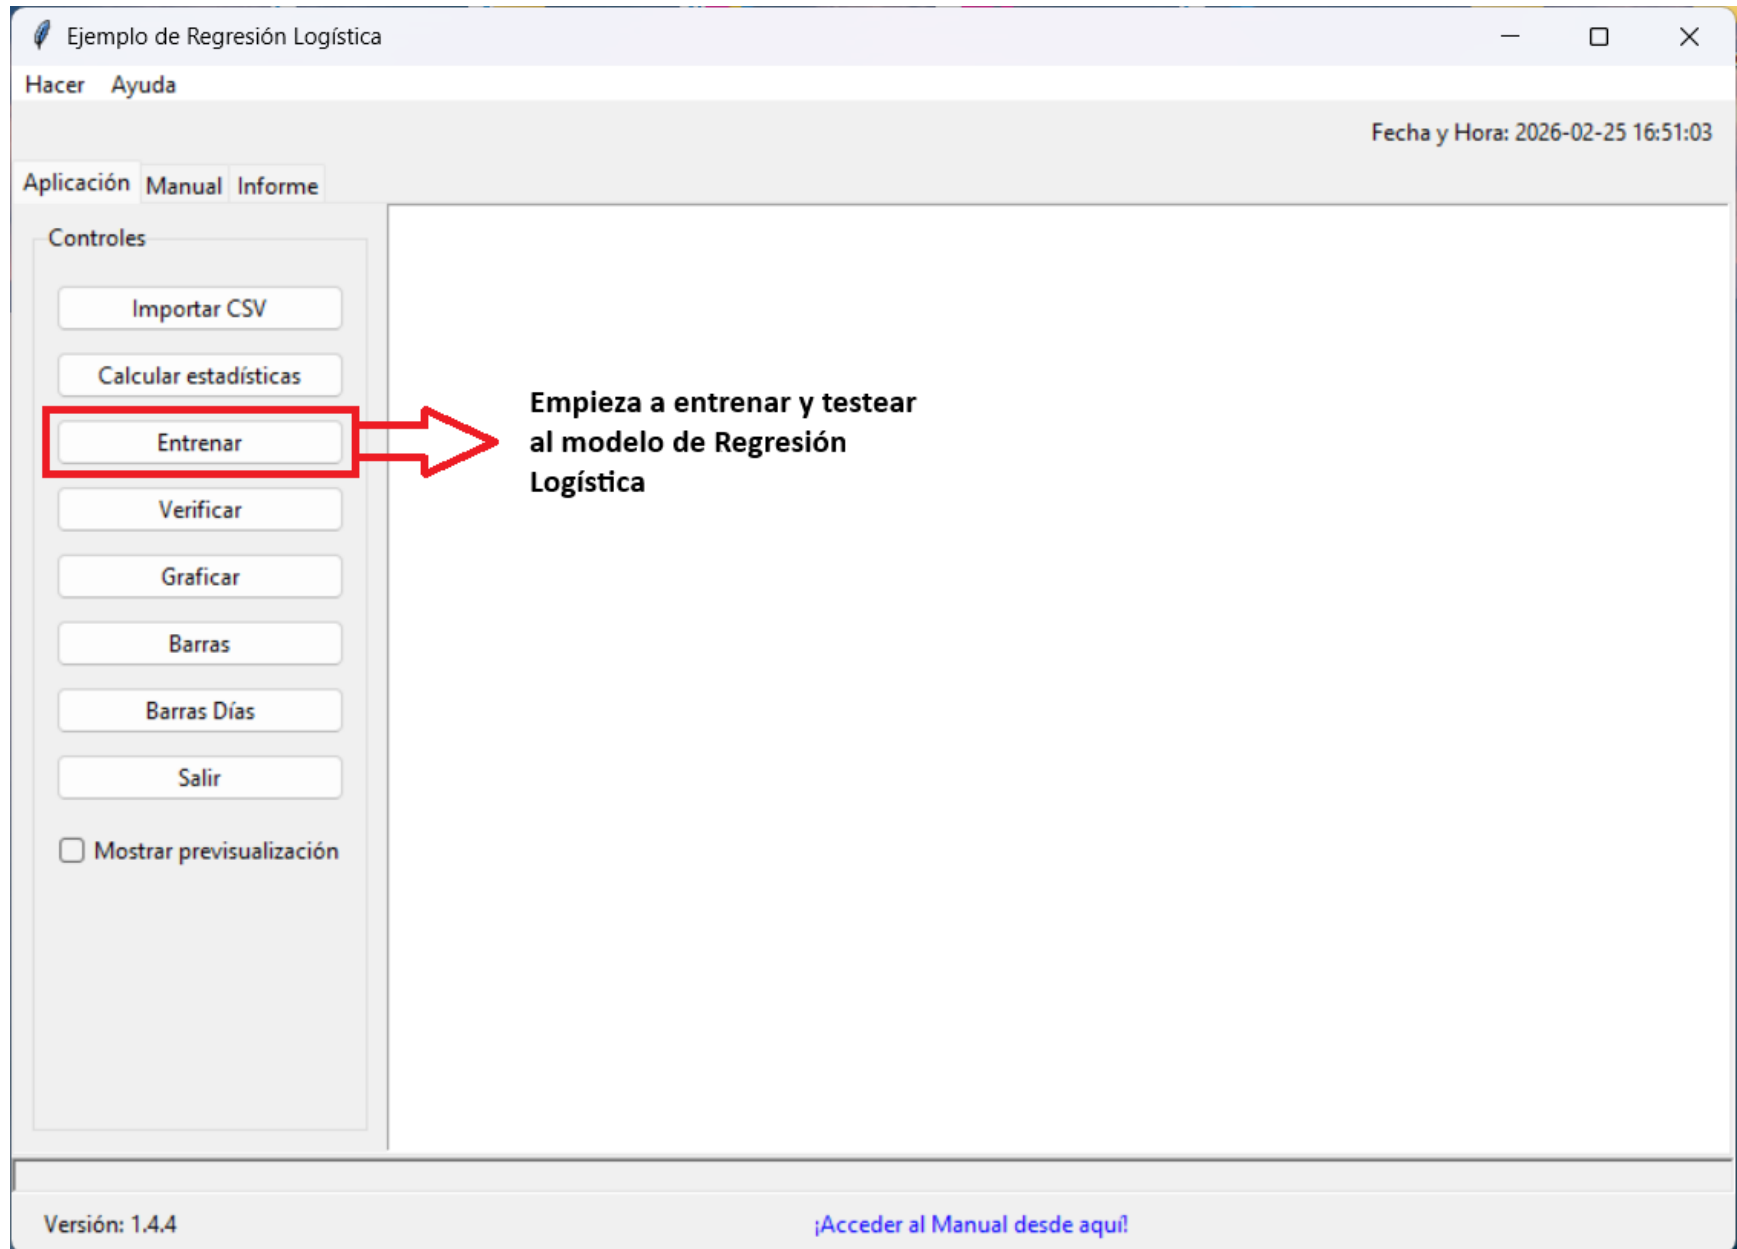 Ejemplo de Regresión Logística
Hacer Ayuda
Fecha y Hora: 2026-02-25 16:51:03
Aplicación Manual Informe
Controles
Importar CSV
Calcular estadísticas
Entrenar
Empieza a entrenar y testear
al modelo de Regresión
Logística
Verificar
Graficar
Barras
Barras Días
Salir
Mostrar previsualización
Versión: 1.4.4
¡Acceder al Manual desde aquí!